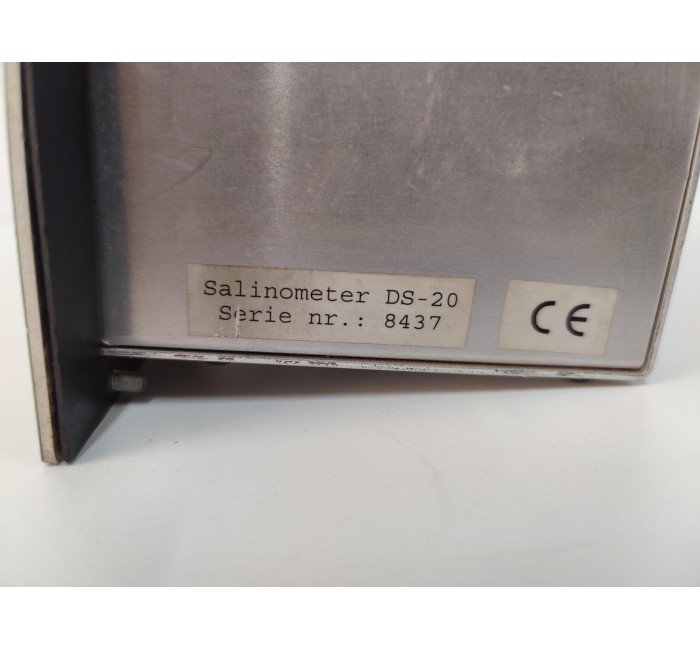 Salinometer DS-20
Serie nr.: 8437
CE